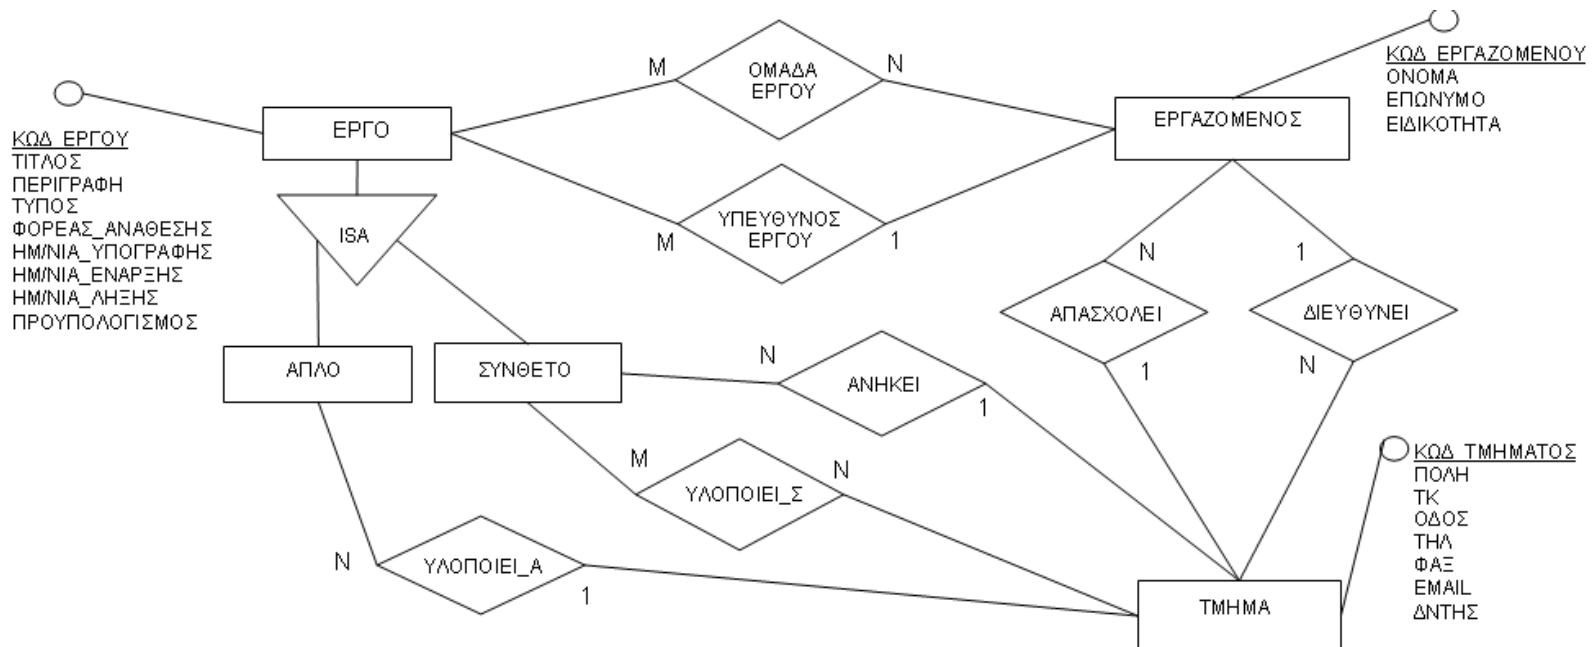 ΚΩΔ_ΕΡΓΑΖΟΜΕΝΟΥ
ΟΝΟΜΑ
ΕΠΩΝΥΜΟ
ΕΙΔΙΚΟΤΗΤΑ
M
ΟΜΑΔΑ
ΕΡΓΟΥ
N
ΕΡΓΟ
ΕΡΓΑΖΟΜΕΝΟΣ
ΚΩΔ_ΕΡΓΟΥ
ΤΙΤΛΟΣ
ΠΕΡΙΓΡΑΦΗ
ΤΥΠΟΣ
ΦΟΡΕΑΣ_ΑΝΑΘΕΣΗΣ
ΗΜ/ΝΙΑ_ΥΠΟΓΡΑΦΗΣ
ΗΜ/ΝΙΑ_ΕΝΑΡΞΗΣ
ΗΜ/ΝΙΑ_ΛΗΞΗΣ
ΠΡΟΥΠΟΛΟΓΙΣΜΟΣ
ISA
M
ΥΠΕΥΘΥΝΟΣ
ΕΡΓΟΥ
1
N
1
ΑΠΑΣΧΟΛΕΙ
ΔΙΕΥΘΥΝΕΙ
1
N
ΑΠΛΟ
ΣΥΝΘΕΤΟ
N
ΑΝΗΚΕΙ
1
M
ΥΛΟΠΟΙΕΙ_Σ
N
N
ΥΛΟΠΟΙΕΙ_Α
1
ΤΜΗΜΑ
ΚΩΔ_ΤΜΗΜΑΤΟΣ
ΠΟΛΗ
ΤΚ
ΟΔΟΣ
ΤΗΛ
ΦΑΞ
EMAIL
ΔΝΤΗΣ